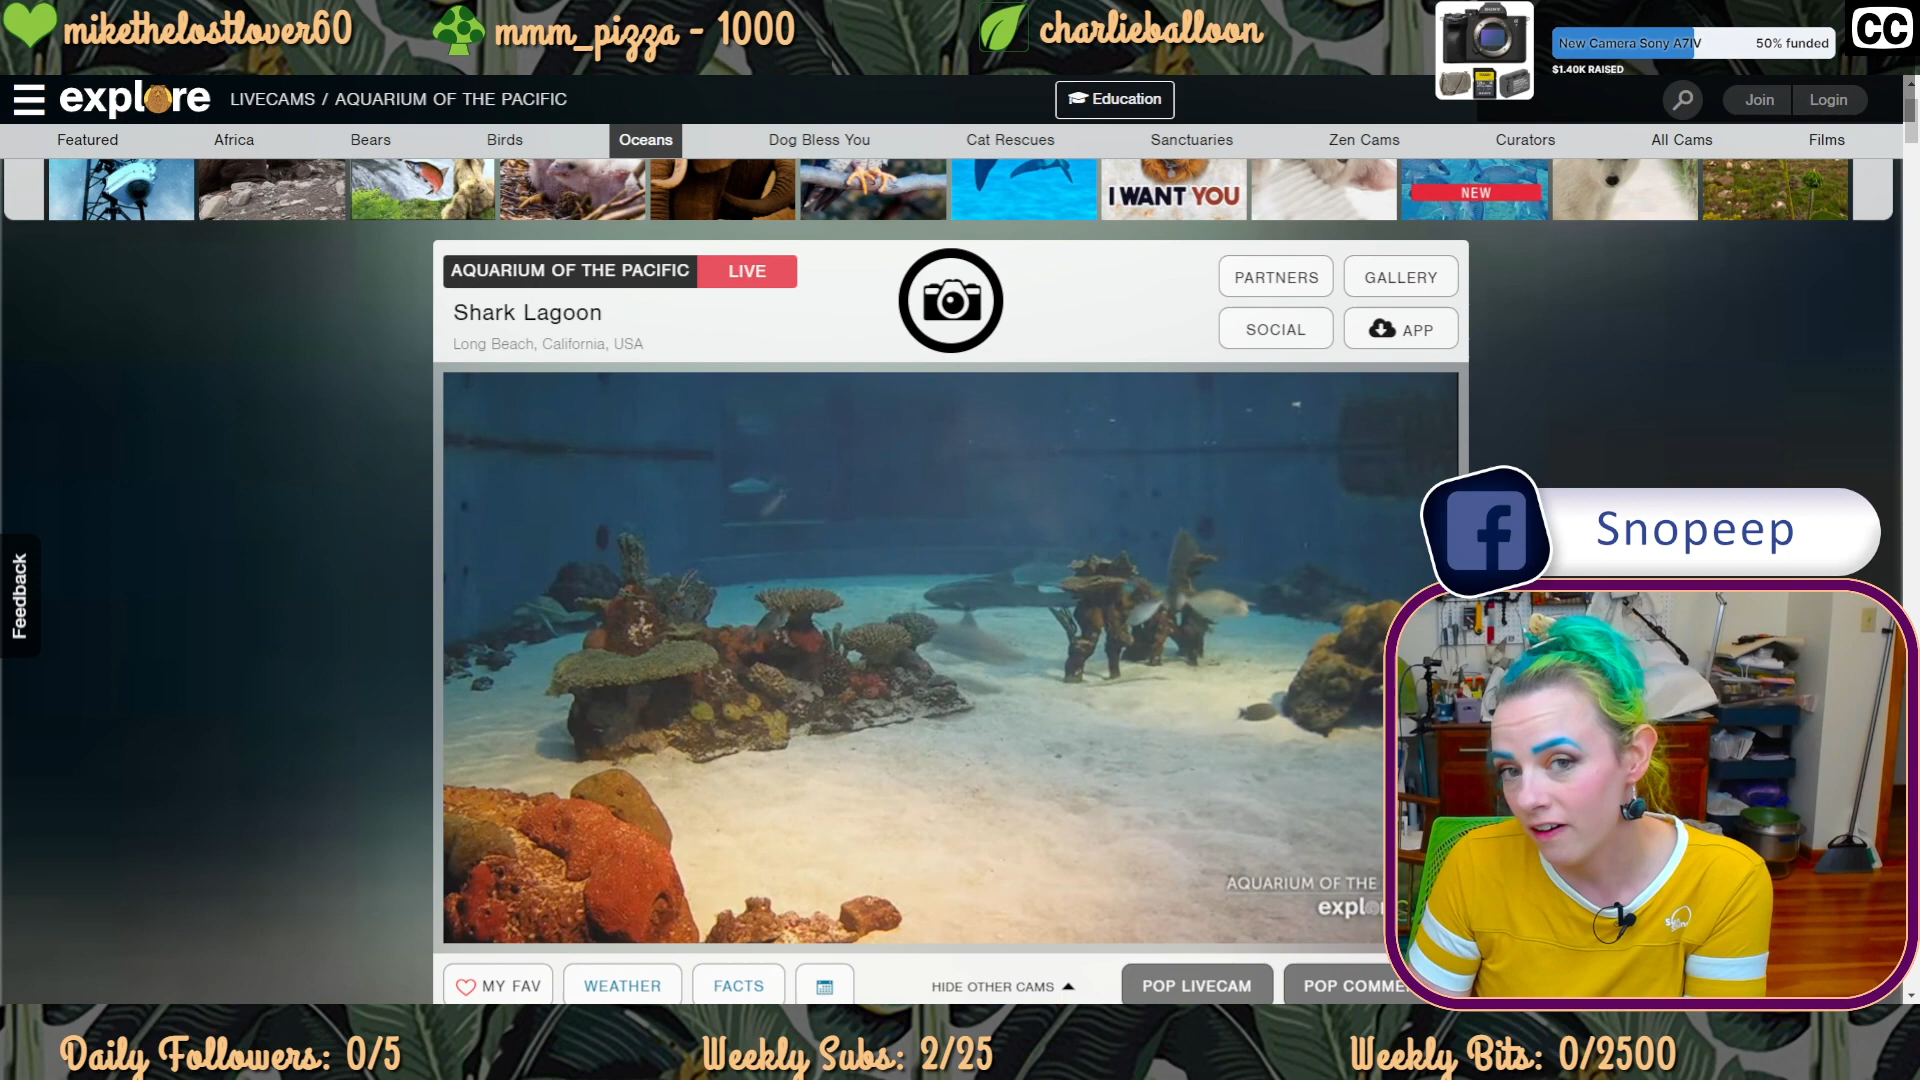 mikethelostlover60
mmm_pizza - 1000
charlieballoon
SONY
New Camera Sony A7IV 50% funded
$1.40K RAISED
CC
explore
LIVECAMS / AQUARIUM OF THE PACIFIC
Education
Join
Login
Featured
Africa
Bears
Birds
Oceans
Dog Bless You
Cat Rescues
Sanctuaries
Zen Cams
Curators
All Cams
Films
I WANT YOU
NEW
AQUARIUM OF THE PACIFIC LIVE
Shark Lagoon
Long Beach, California, USA
PARTNERS
GALLERY
SOCIAL
APP
Feedback
Snopeep
AQUARIUM OF THE
explor
MY FAV
WEATHER
FACTS
HIDE OTHER CAMS
POP LIVECAM
POP COMME
Daily Followers: 0/5
Weekly Subs: 2/25
Weekly Bits: 0/2500